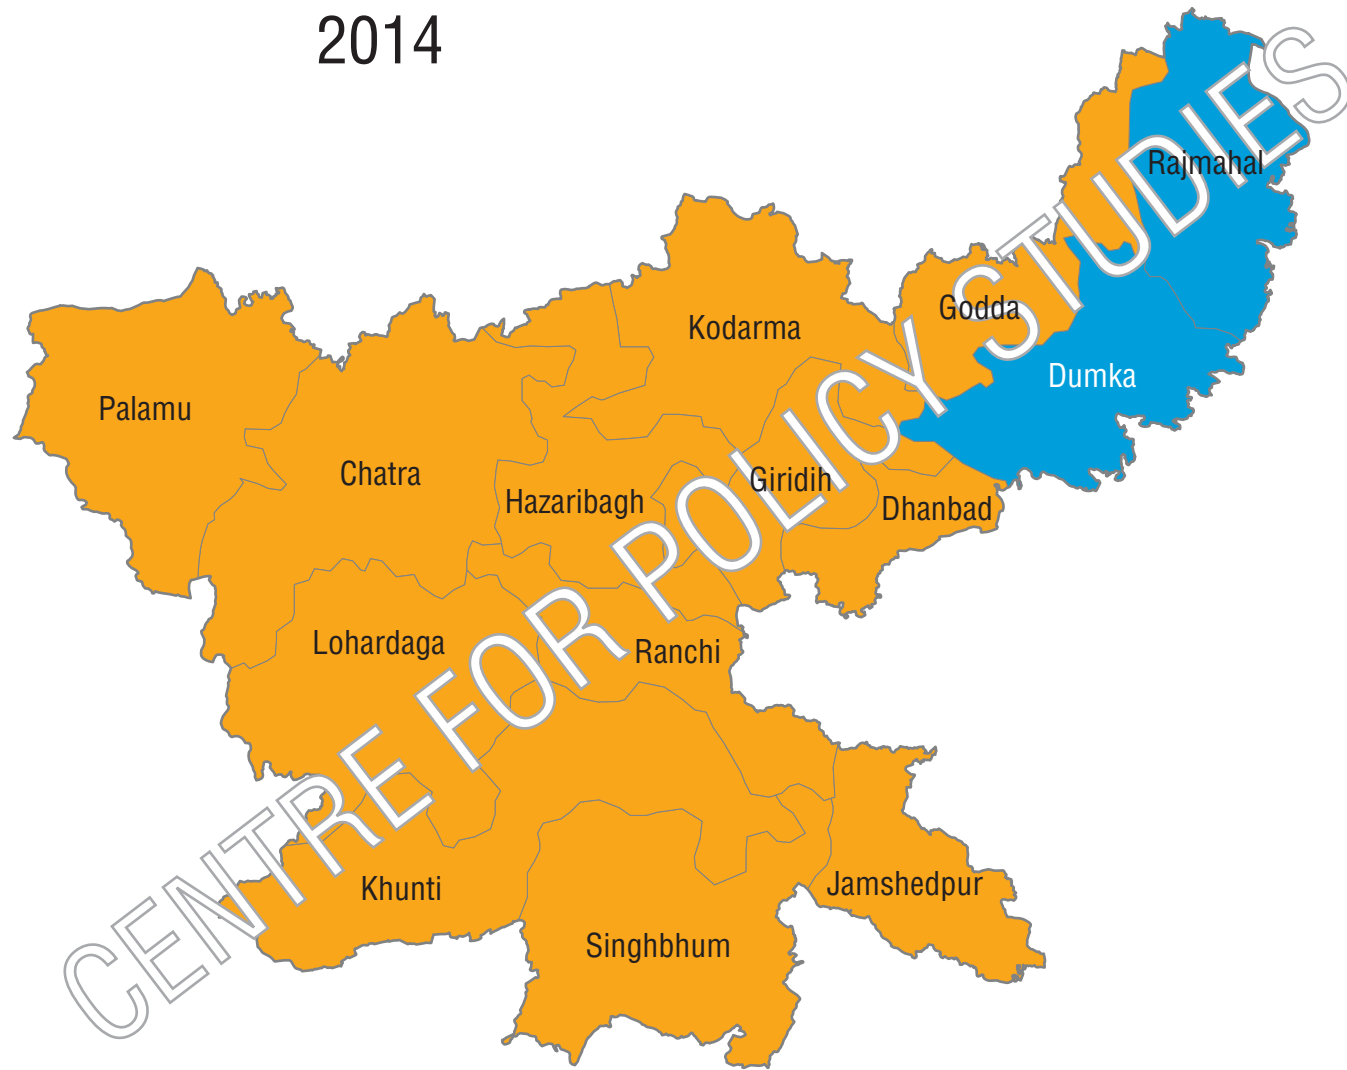 2014
Rajmahal
Godda
Kodarma
Dumka
Palamu
Chatra
Hazaribagh
Giridih
Dhanbad
Lohardaga
Ranchi
Khunti
Jamshedpur
Singhbhum
CENTRE FOR POLICY STUDIES